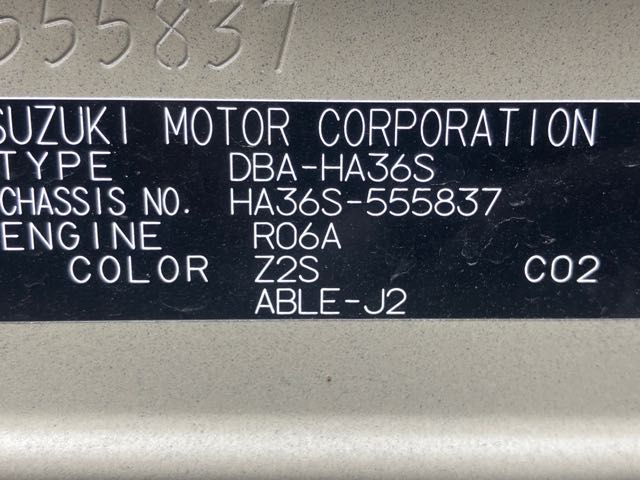 555837
SUZUKI MOTOR CORPORATION
TYPE DBA-HA36S
CHASSIS NO. HA36S-555837
ENGINE R06A
COLOR Z2S C02
ABLE-J2